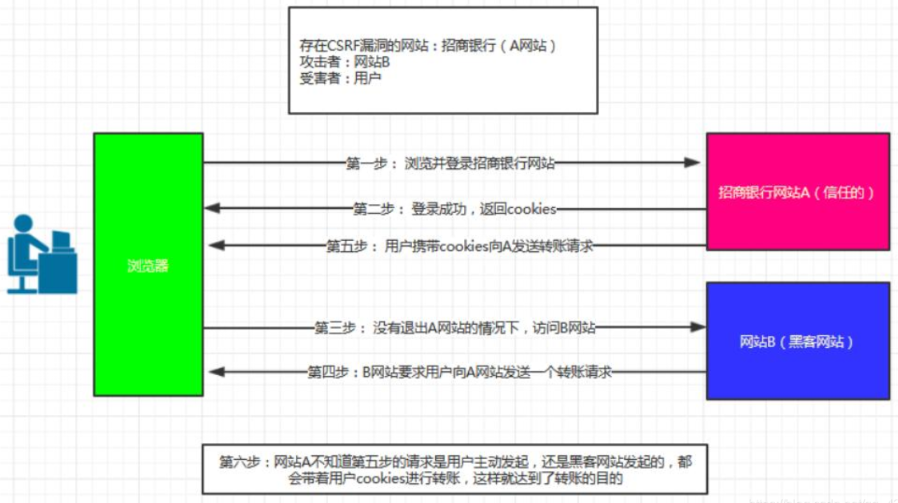 存在CSRF漏洞的网站：招商银行（A网站）
攻击者：网站B
受害者：用户
第一步： 浏览并登录招商银行网站
招商银行网站A（信任的）
第二步： 登录成功，返回cookies
第五步： 用户携带cookies向A发送转账请求
浏览器
第三步： 没有退出A网站的情况下，访问B网站
网站B（黑客网站）
第四步：B网站要求用户向A网站发送一个转账请求
第六步：网站A不知道第五步的请求是用户主动发起，还是黑客网站发起的，都
会带着用户cookies进行转账，这样就达到了转账的目的